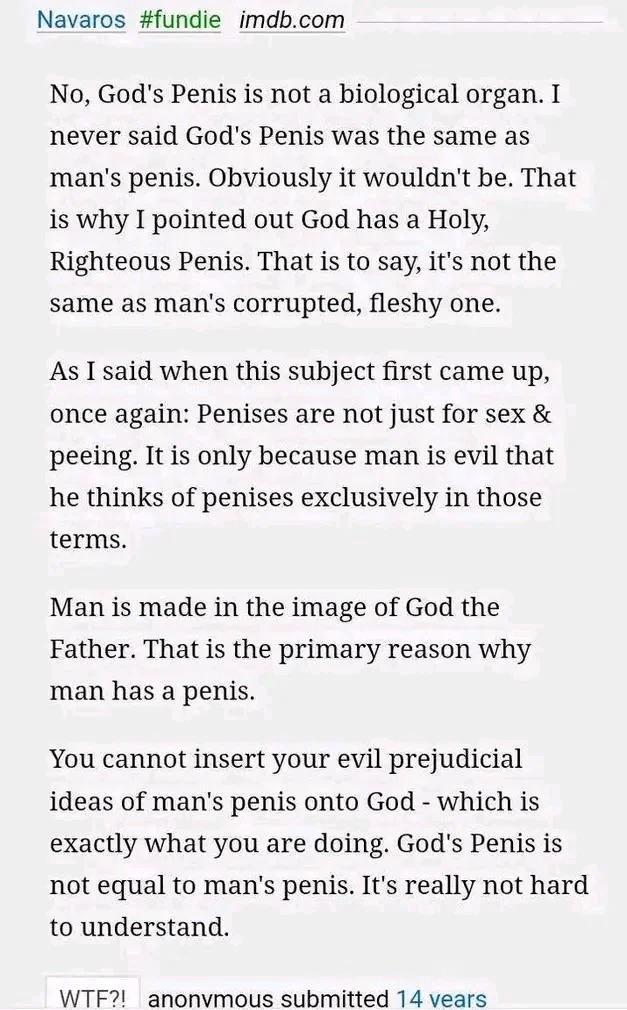 Navaros #fundie imdb.com
No, God's Penis is not a biological organ. I
never said God's Penis was the same as
man's penis. Obviously it wouldn't be. That
is why I pointed out God has a Holy,
Righteous Penis. That is to say, it's not the
same as man's corrupted, fleshy one.
As I said when this subject first came up,
once again: Penises are not just for sex &
peeing. It is only because man is evil that
he thinks of penises exclusively in those
terms.
Man is made in the image of God the
Father. That is the primary reason why
man has a penis.
You cannot insert your evil prejudicial
ideas of man's penis onto God - which is
exactly what you are doing. God's Penis is
not equal to man's penis. It's really not hard
to understand.
WTF?! anonymous submitted 14 years